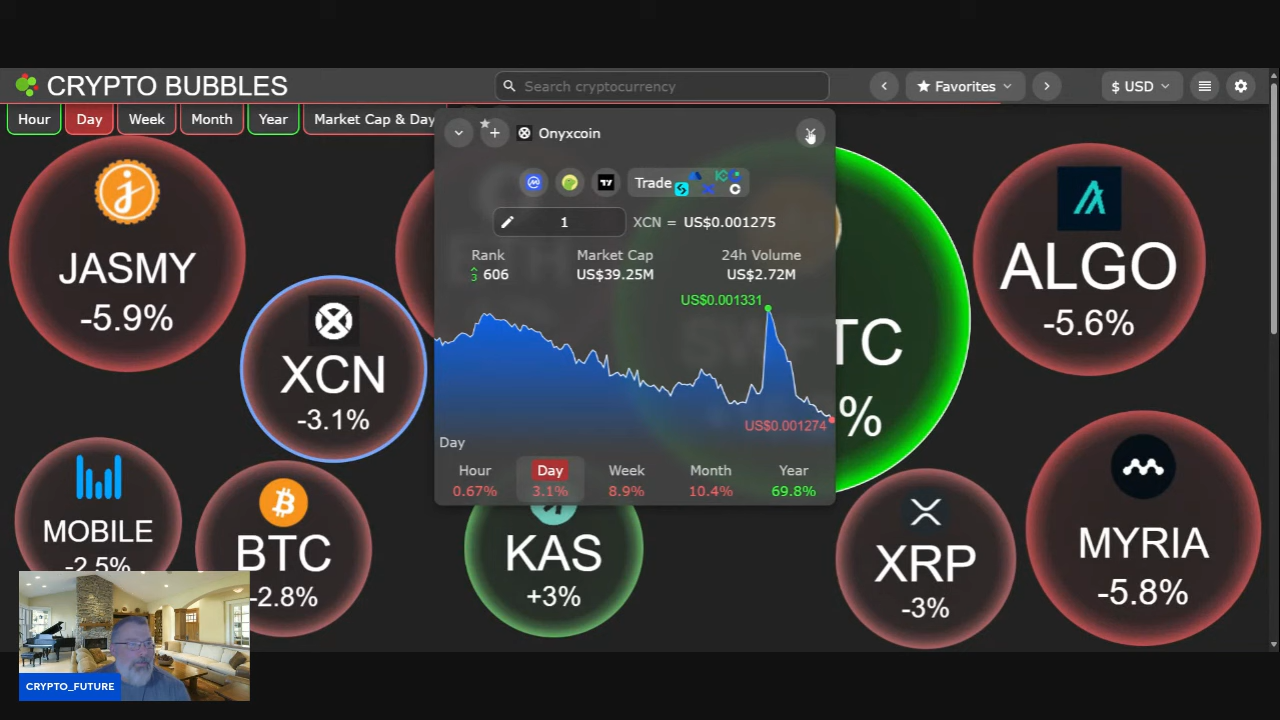 CRYPTO BUBBLES
Search cryptocurrency
Favorites
$ USD
Hour
Day
Week
Month
Year
Market Cap & Day
Onyxcoin
Trade
1
XCN = US$0.001275
Rank
Market Cap
24h Volume
3 606
US$39.25M
US$2.72M
US$0.001331
US$0.001274
Day
Hour
Day
Week
Month
Year
0.67%
3.1%
8.9%
10.4%
69.8%
JASMY
-5.9%
XCN
-3.1%
TC
%
ALGO
-5.6%
MOBILE
-2.5%
BTC
-2.8%
KAS
+3%
XRP
-3%
MYRIA
-5.8%
CRYPTO_FUTURE